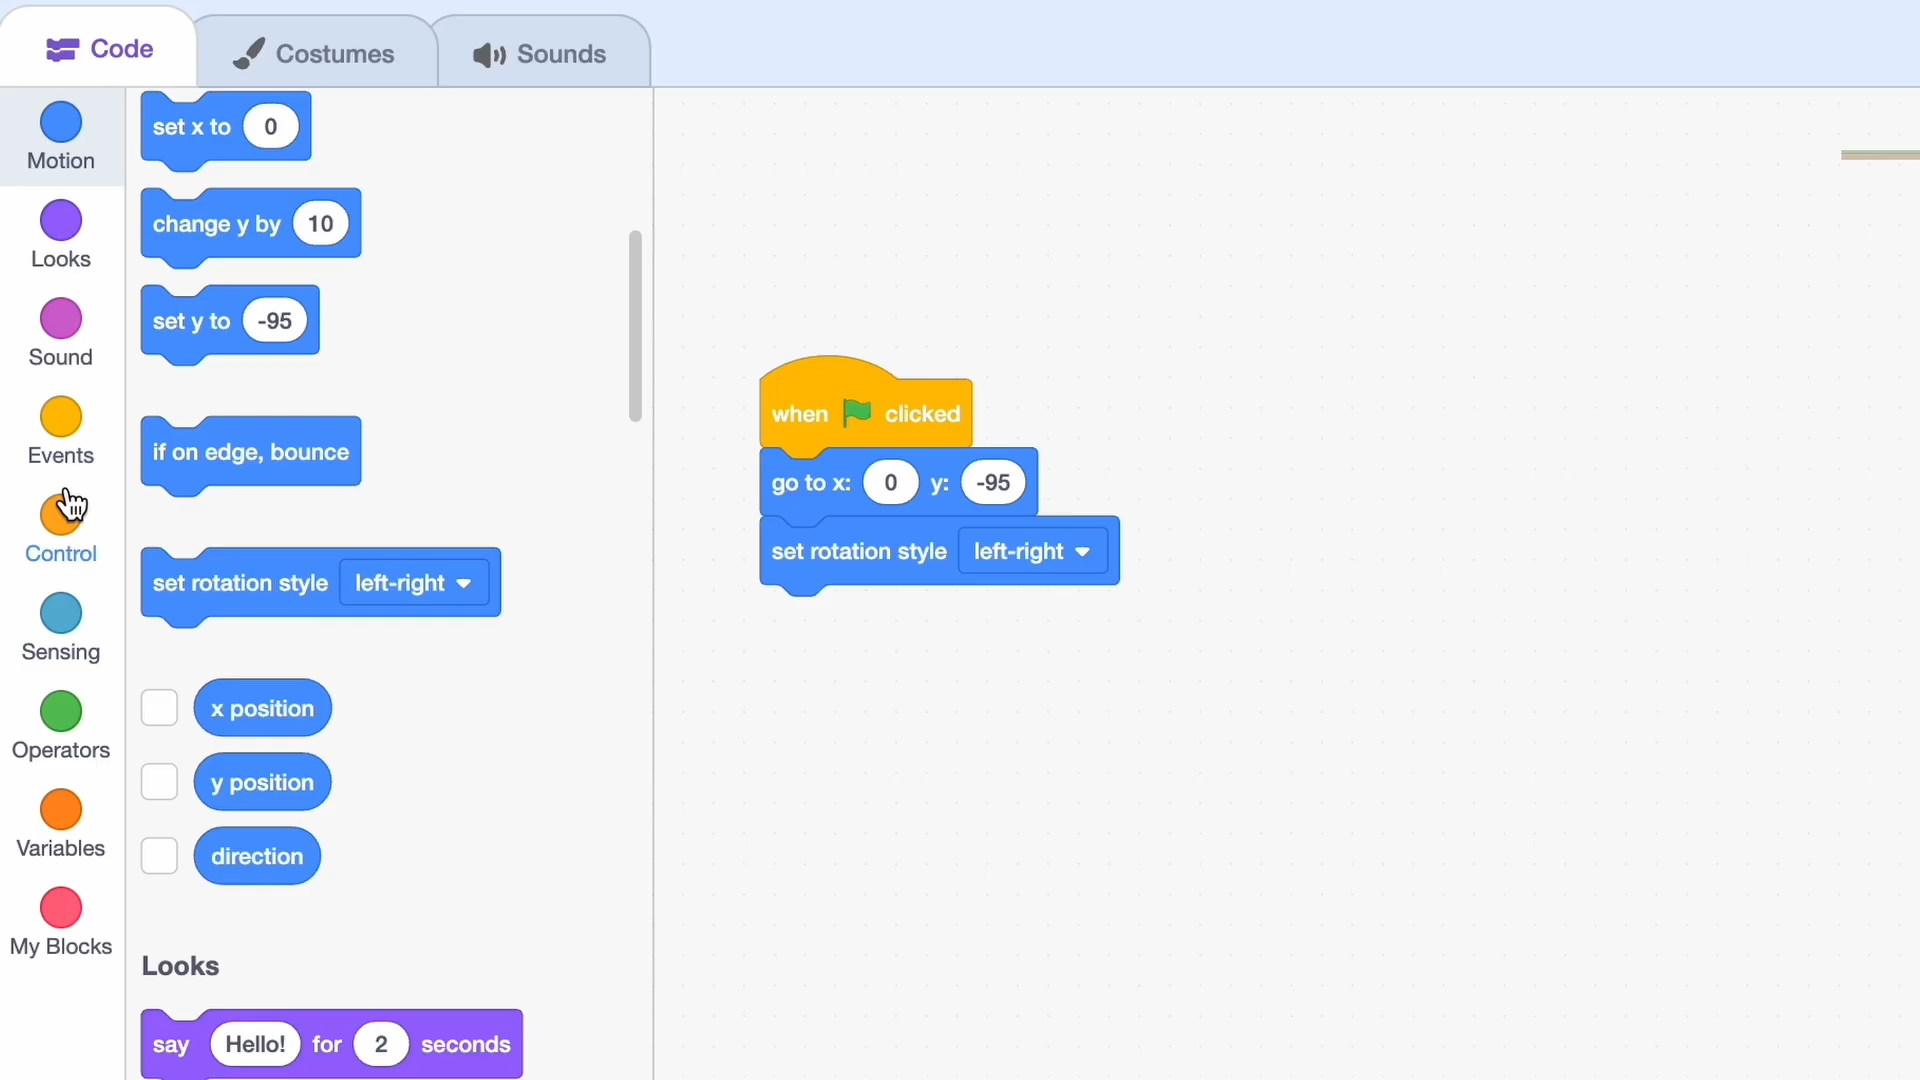 Code
Costumes
Sounds
Motion
Looks
Sound
Events
Control
Sensing
Operators
Variables
My Blocks
set x to 0
change y by 10
set y to -95
if on edge, bounce
set rotation style left-right
x position
y position
direction
Looks
say Hello! for 2 seconds
when clicked
go to x: 0 y: -95
set rotation style left-right